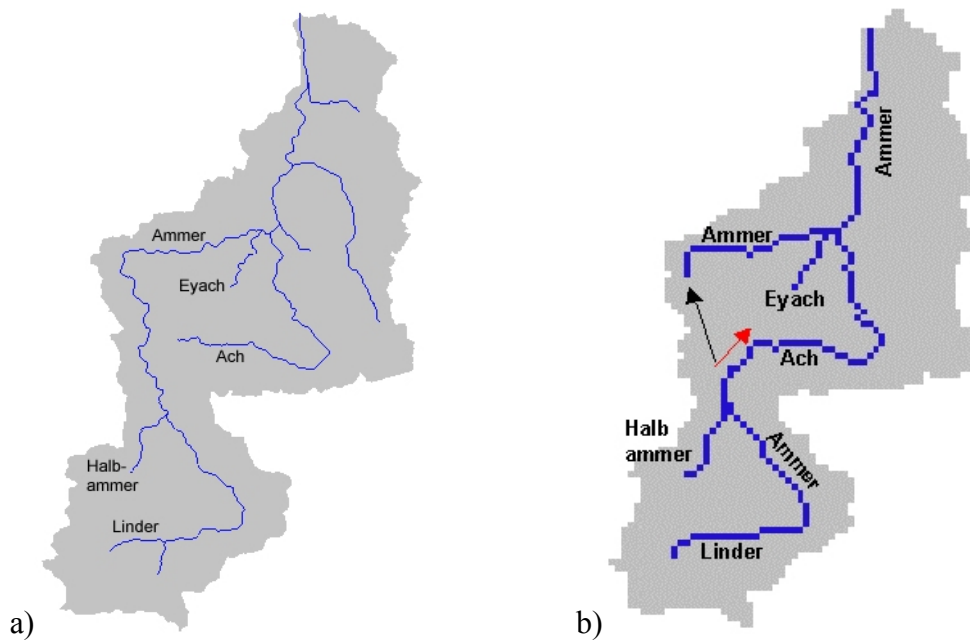 Ammer
Eyach
Ach
Halb-
ammer
Linder
a)
Ammer
Ammer
Eyach
Ach
Halb
ammer
Ammer
Linder
b)